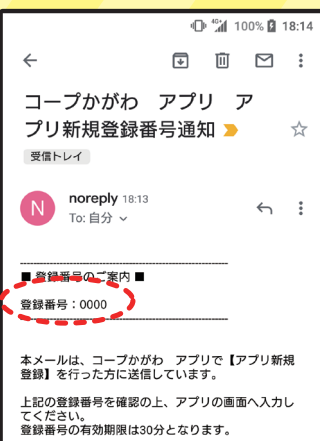 100% 18:14
コープかがわ アプリ ア
プリ新規登録番号通知
受信トレイ
N
noreply 18:13
To: 自分
■ 登録番号のご案内 ■
登録番号：0000
本メールは、コープかがわ アプリで【アプリ新規
登録】を行った方に送信しています。
上記の登録番号を確認の上、アプリの画面へ入力し
てください。
登録番号の有効期限は30分となります。